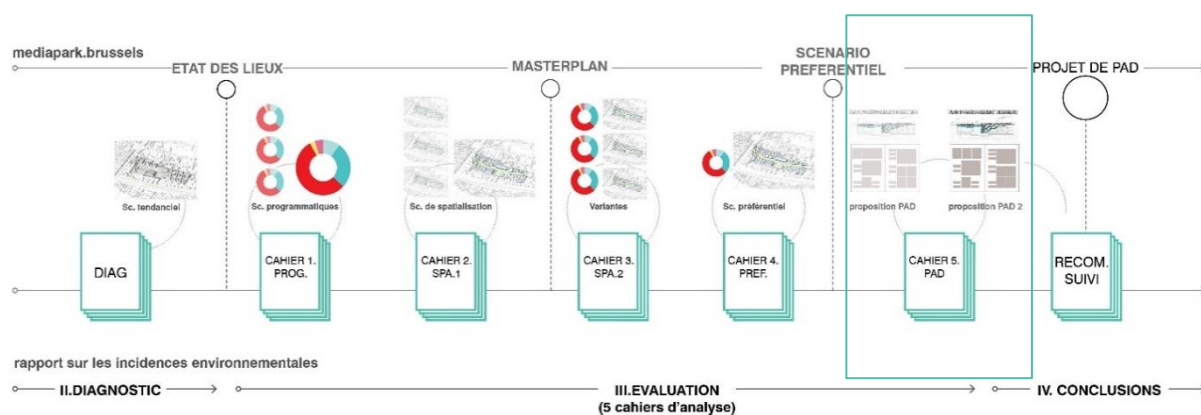 mediapark.brussels
ETAT DES LIEUX
MASTERPLAN
SCENARIO
PREFERENTIEL
PROJET DE PAD
Sc. tendanciel
Sc. programmatiques
Sc. de spatialisation
Variantes
Sc. préférentiel
proposition PAD
proposition PAD 2
DIAG
CAHIER 1.
PROG.
CAHIER 2.
SPA.1
CAHIER 3.
SPA.2
CAHIER 4.
PREF.
CAHIER 5.
PAD
RECOM.
SUIVI
rapport sur les incidences environnementales
II.DIAGNOSTIC
III.EVALUATION
(5 cahiers d'analyse)
IV. CONCLUSIONS